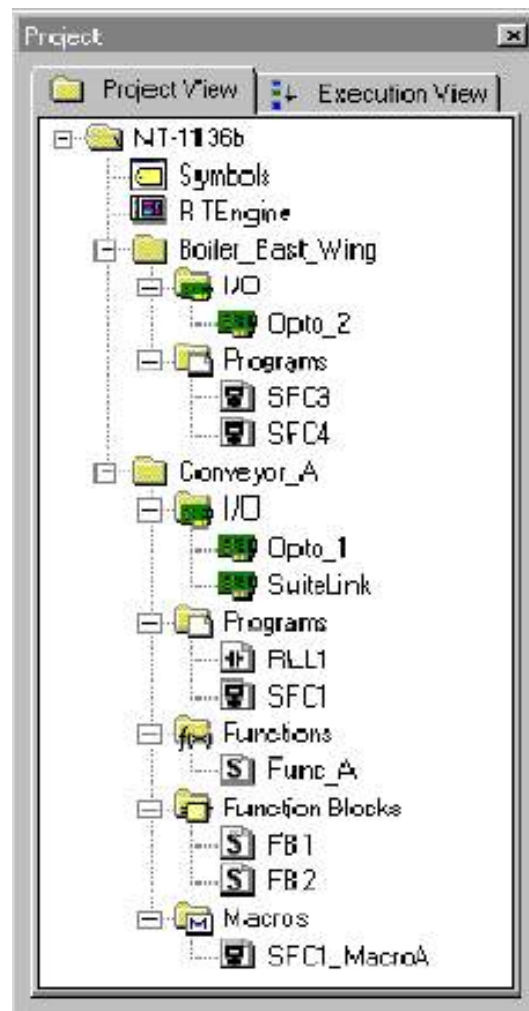 Project
Project View
Execution View
NT-1136b
Symbols
RTEngine
Boiler_East_Wing
I/O
Opto_2
Programs
SFC3
SFC4
Conveyor_A
I/O
Opto_1
SuiteLink
Programs
RLL1
SFC1
Functions
Func_A
Function Blocks
FB1
FB2
Macros
SFC1_MacroA